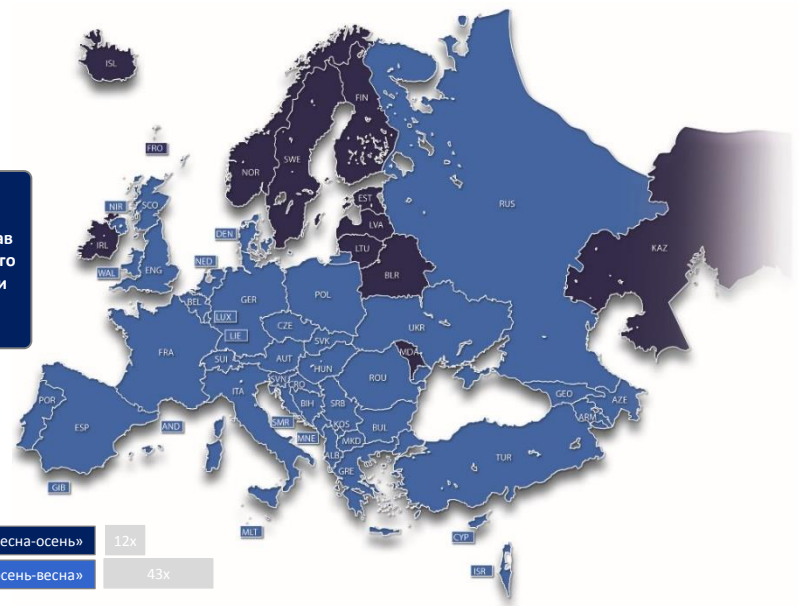 ISL
FRO
FIN
SWE
NOR
EST
LVA
LTU
BLR
RUS
KAZ
NIR
SCO
IRL
WAL
ENG
DEN
NED
BEL
GER
POL
LUX
LIE
CZE
SVK
UKR
MDA
FRA
SUI
AUT
HUN
ROU
SVN
CRO
ITA
BIH
SRB
POR
ESP
AND
SMR
MNE
KOS
BUL
MKD
ALB
GRE
GIB
MLT
GEO
ARM
AZE
TUR
CYP
ISR
ав
го
и
есна-осень» 12x
сень-весна» 43x